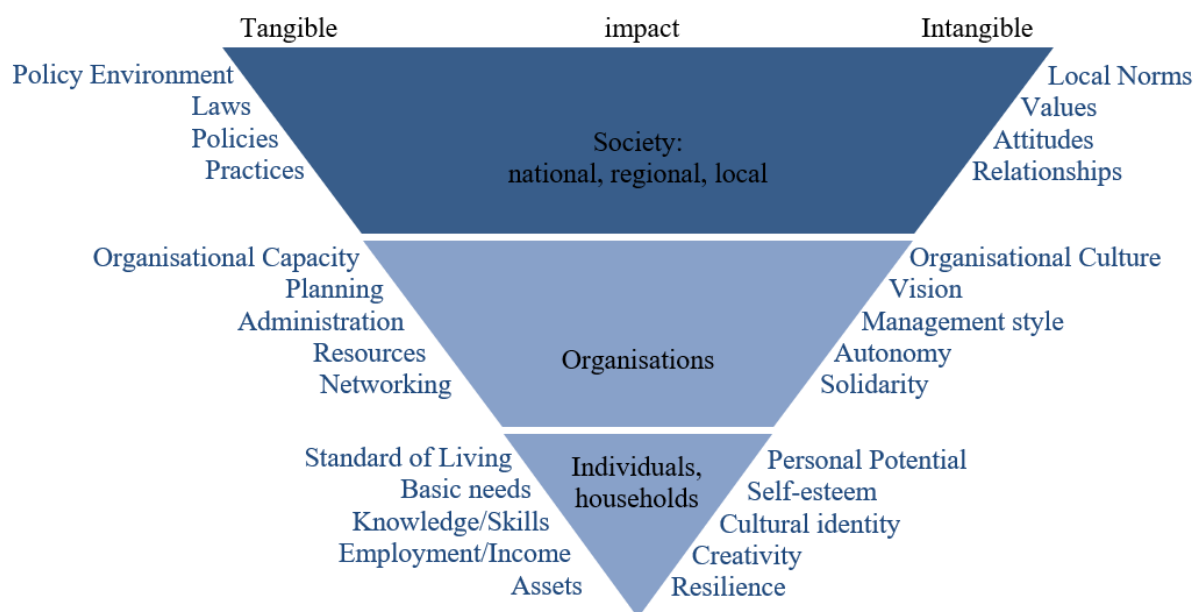 Tangible impact Intangible
Policy Environment
Laws
Policies
Practices
Society:
national, regional, local
Local Norms
Values
Attitudes
Relationships
Organisational Capacity
Planning
Administration
Resources
Networking
Organisations
Organisational Culture
Vision
Management style
Autonomy
Solidarity
Standard of Living
Basic needs
Knowledge/Skills
Employment/Income
Assets
Individuals,
households
Personal Potential
Self-esteem
Cultural identity
Creativity
Resilience